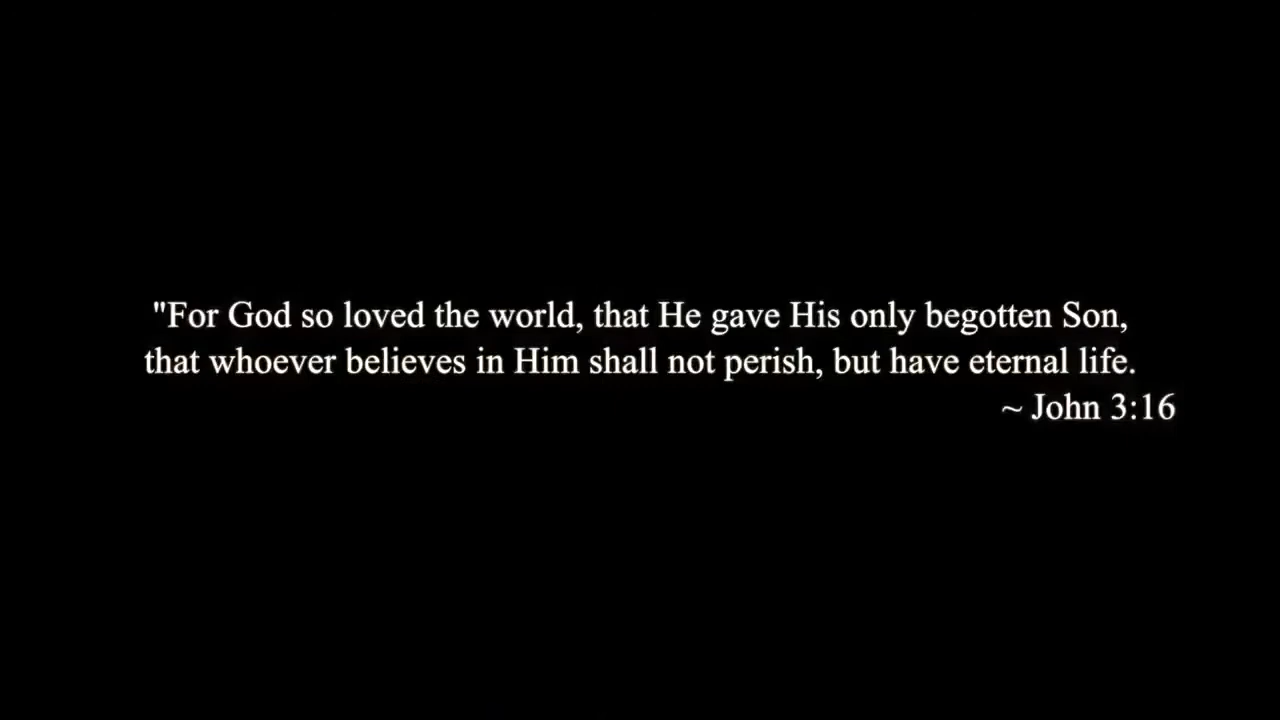 "For God so loved the world, that He gave His only begotten Son,
that whoever believes in Him shall not perish, but have eternal life.
~ John 3:16